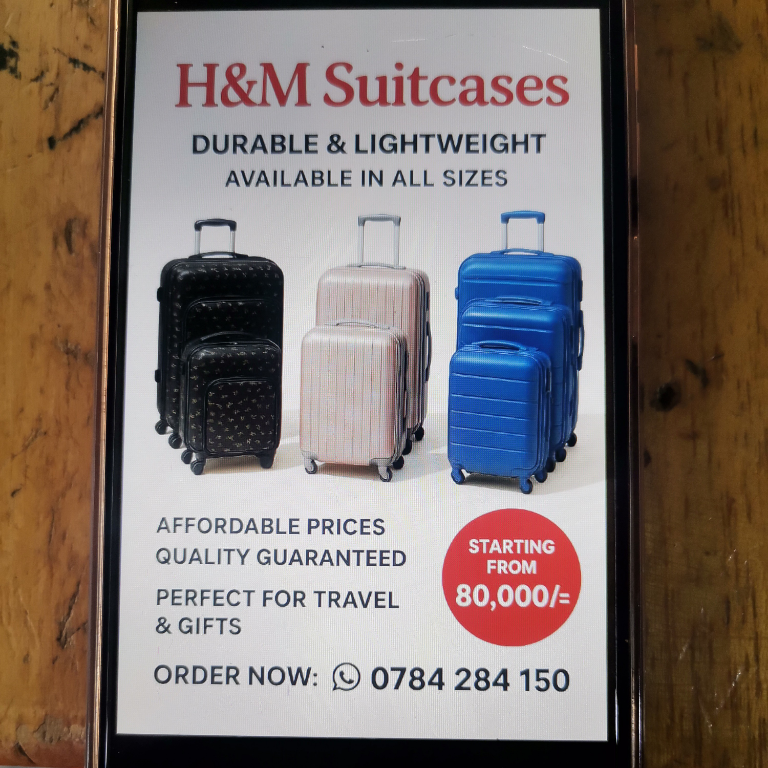 H&M Suitcases
DURABLE & LIGHTWEIGHT
AVAILABLE IN ALL SIZES
AFFORDABLE PRICES
QUALITY GUARANTEED
PERFECT FOR TRAVEL
& GIFTS
STARTING
FROM
80,000/=
ORDER NOW: 0784 284 150